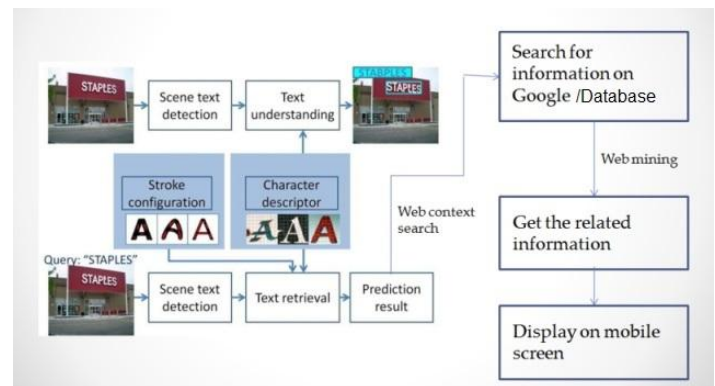 STAPLES
Scene text
detection
Text
understanding
STARPLES
STAPLES
Search for
information on
Google /Database
Stroke
configuration
A A A
Character
descriptor
A A A
Web mining
Web context
search
Get the related
information
Query: "STAPLES"
STAPLES
Scene text
detection
Text retrieval
Prediction
result
Display on mobile
screen